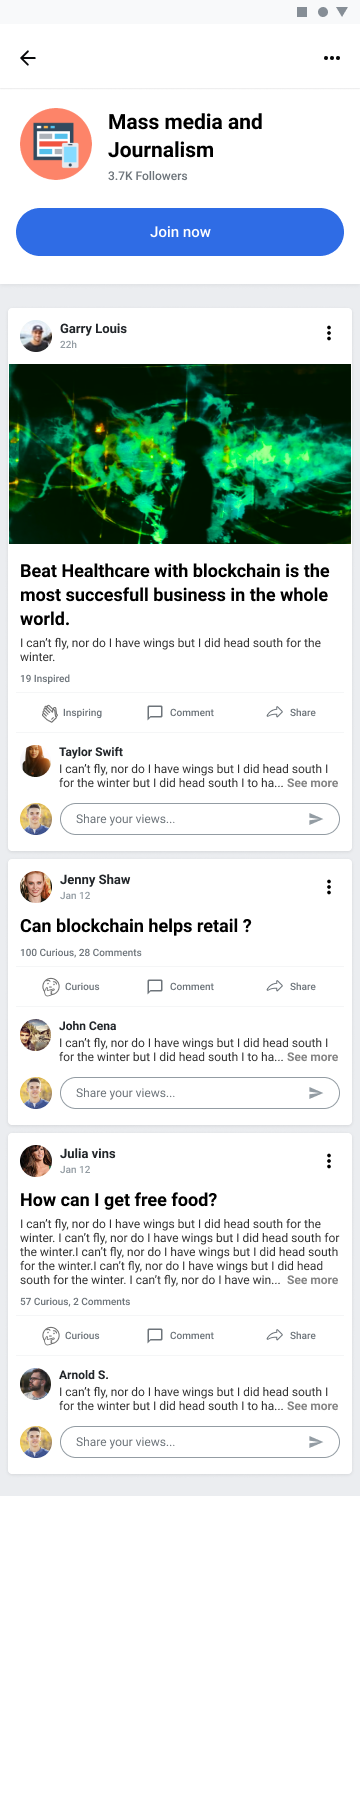 Mass media and
Journalism
3.7K Followers
Join now
Garry Louis
22h
Beat Healthcare with blockchain is the
most succesfull business in the whole
world.
I can't fly, nor do I have wings but I did head south for the
winter.
19 Inspired
Inspiring Comment Share
Taylor Swift
I can't fly, nor do I have wings but I did head south I
for the winter but I did head south I to ha... See more
Share your views...
Jenny Shaw
Jan 12
Can blockchain helps retail ?
100 Curious, 28 Comments
Curious Comment Share
John Cena
I can't fly, nor do I have wings but I did head south I
for the winter but I did head south I to ha... See more
Share your views...
Julia vins
Jan 12
How can I get free food?
I can't fly, nor do I have wings but I did head south for the
winter. I can't fly, nor do I have wings but I did head south for
the winter.I can't fly, nor do I have wings but I did head south
for the winter.I can't fly, nor do I have wings but I did head
south for the winter. I can't fly, nor do I have win... See more
57 Curious, 2 Comments
Curious Comment Share
Arnold S.
I can't fly, nor do I have wings but I did head south I
for the winter but I did head south I to ha... See more
Share your views...